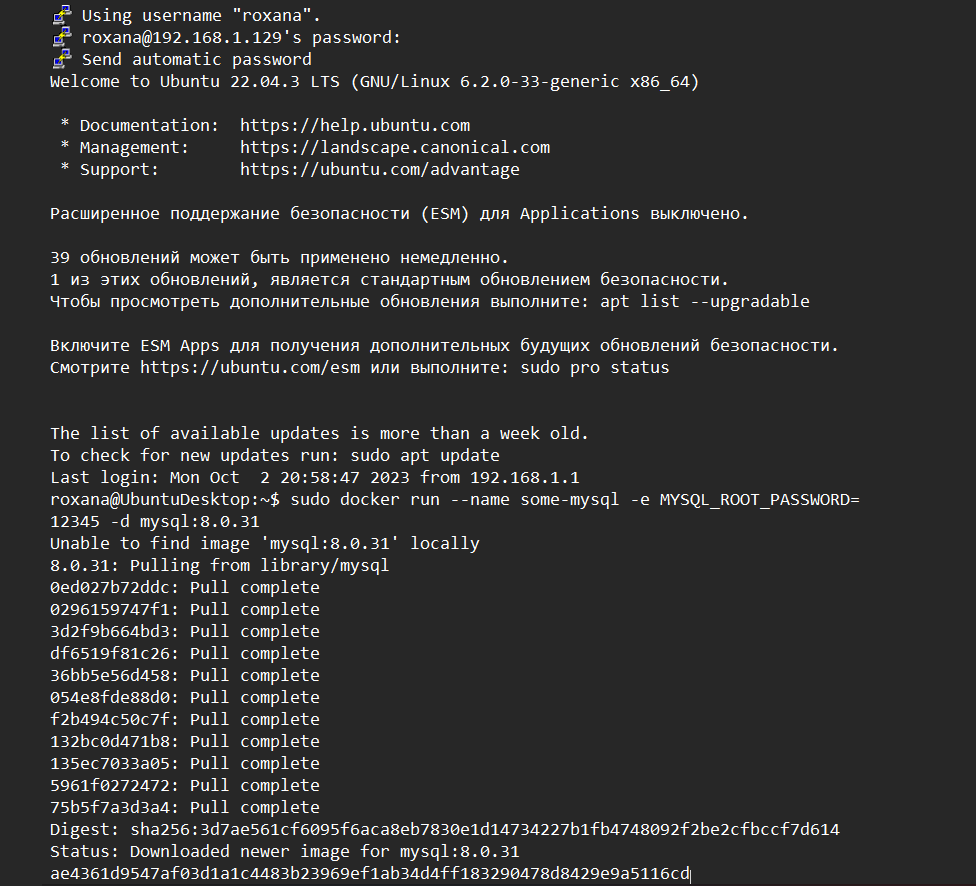 Using username "roxana".
roxana@192.168.1.129's password:
Send automatic password
Welcome to Ubuntu 22.04.3 LTS (GNU/Linux 6.2.0-33-generic x86_64)
* Documentation:  https://help.ubuntu.com
* Management:     https://landscape.canonical.com
* Support:        https://ubuntu.com/advantage
Расширенное поддержание безопасности (ESM) для Applications выключено.
39 обновлений может быть применено немедленно.
1 из этих обновлений, является стандартным обновлением безопасности.
Чтобы просмотреть дополнительные обновления выполните: apt list --upgradable
Включите ESM Apps для получения дополнительных будущих обновлений безопасности.
Смотрите https://ubuntu.com/esm или выполните: sudo pro status
The list of available updates is more than a week old.
To check for new updates run: sudo apt update
Last login: Mon Oct  2 20:58:47 2023 from 192.168.1.1
roxana@UbuntuDesktop:~$ sudo docker run --name some-mysql -e MYSQL_ROOT_PASSWORD=
12345 -d mysql:8.0.31
Unable to find image 'mysql:8.0.31' locally
8.0.31: Pulling from library/mysql
0ed027b72ddc: Pull complete
0296159747f1: Pull complete
3d2f9b664bd3: Pull complete
df6519f81c26: Pull complete
36bb5e56d458: Pull complete
054e8fde88d0: Pull complete
f2b494c50c7f: Pull complete
132bc0d471b8: Pull complete
135ec7033a05: Pull complete
5961f0272472: Pull complete
75b5f7a3d3a4: Pull complete
Digest: sha256:3d7ae561cf6095f6aca8eb7830e1d14734227b1fb4748092f2be2cfbccf7d614
Status: Downloaded newer image for mysql:8.0.31
ae4361d9547af03d1a1c4483b23969ef1ab34d4ff183290478d8429e9a5116cd